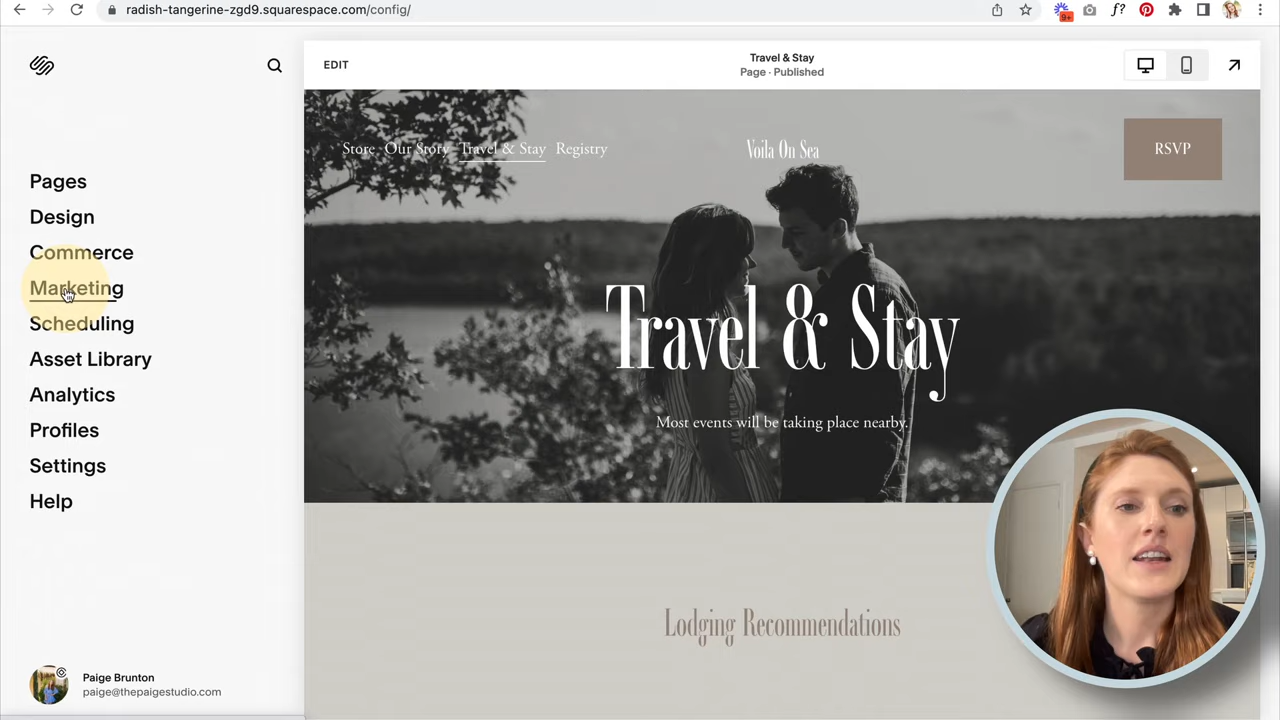 radish-tangerine-zgd9.squarespace.com/config/
9+
f?
EDIT
Travel & Stay
Page · Published
Pages
Design
Commerce
Marketing
Scheduling
Asset Library
Analytics
Profiles
Settings
Help
Paige Brunton
paige@thepaigestudio.com
Store Our Story Travel & Stay Registry
Voila On Sea
RSVP
Travel & Stay
Most events will be taking place nearby.
Lodging Recommendations